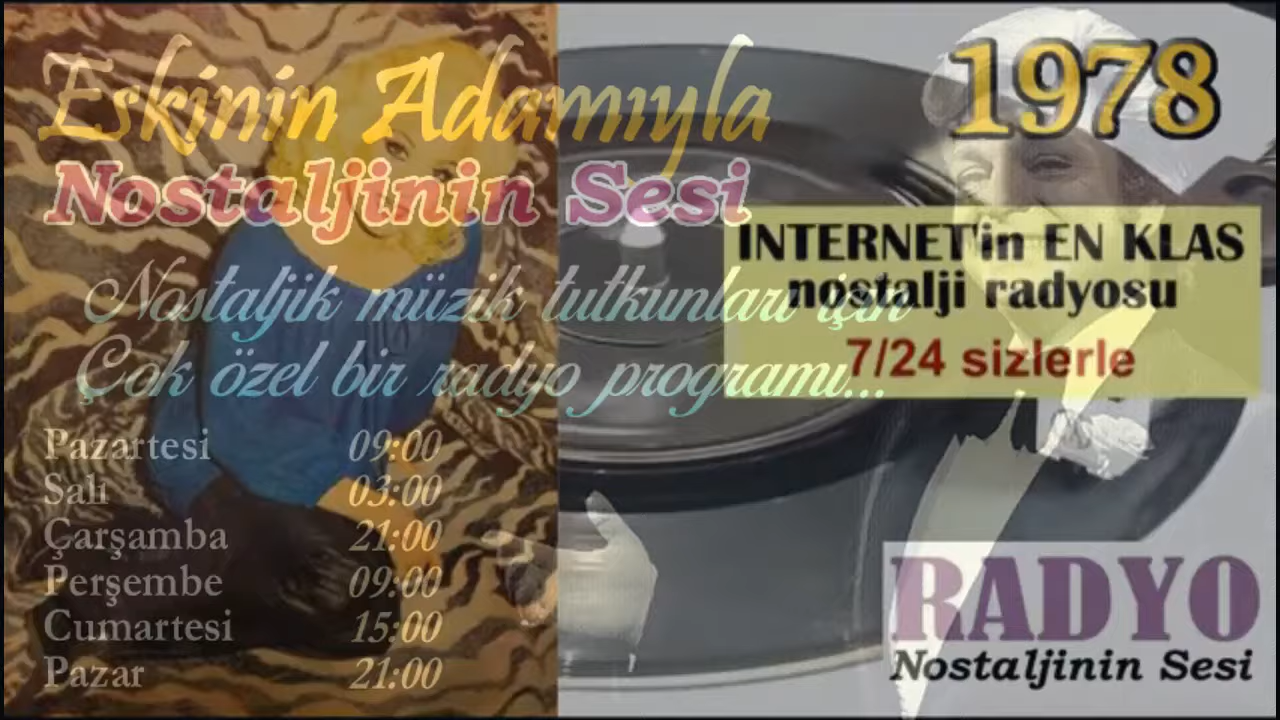 Eskinin Adamıyla
Nostaljinin Sesi
Nostaljik müzik tutkunları için
Çok özel bir radyo programı...
Pazartesi 09:00
Salı 03:00
Çarşamba 21:00
Perşembe 09:00
Cumartesi 15:00
Pazar 21:00
1978
INTERNET'in EN KLAS
nostalji radyosu
7/24 sizlerle
RADYO
Nostaljinin Sesi